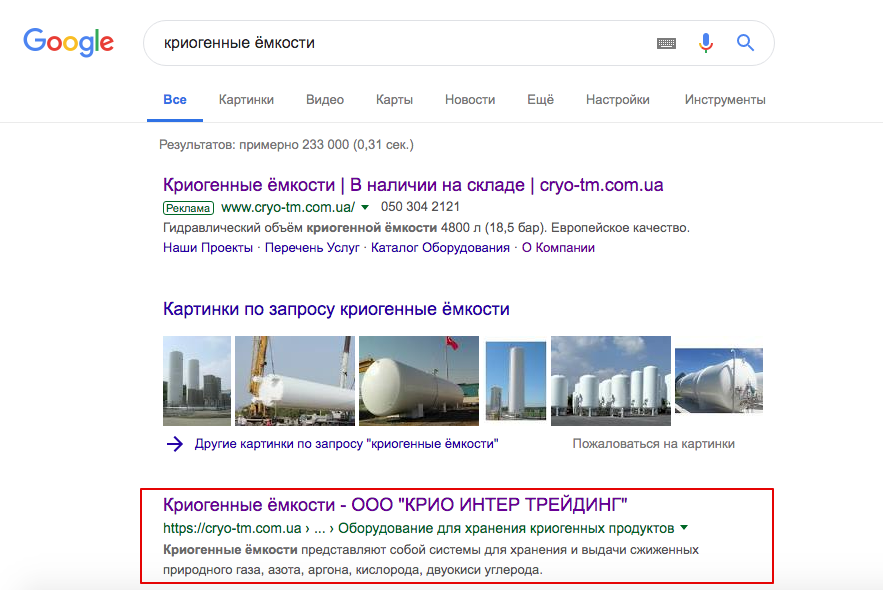 Google
криогенные ёмкости
Все Картинки Видео Карты Новости Ещё Настройки Инструменты
Результатов: примерно 233 000 (0,31 сек.)
Криогенные ёмкости | В наличии на складе | cryo-tm.com.ua
Реклама www.cryo-tm.com.ua/ 050 304 2121
Гидравлический объём криогенной ёмкости 4800 л (18,5 бар). Европейское качество.
Наши Проекты · Перечень Услуг · Каталог Оборудования · О Компании
Картинки по запросу криогенные ёмкости
Другие картинки по запросу "криогенные ёмкости" Пожаловаться на картинки
Криогенные ёмкости - ООО "КРИО ИНТЕР ТРЕЙДИНГ"
https://cryo-tm.com.ua › ... › Оборудование для хранения криогенных продуктов
Криогенные ёмкости представляют собой системы для хранения и выдачи сжиженных
природного газа, азота, аргона, кислорода, двуокиси углерода.